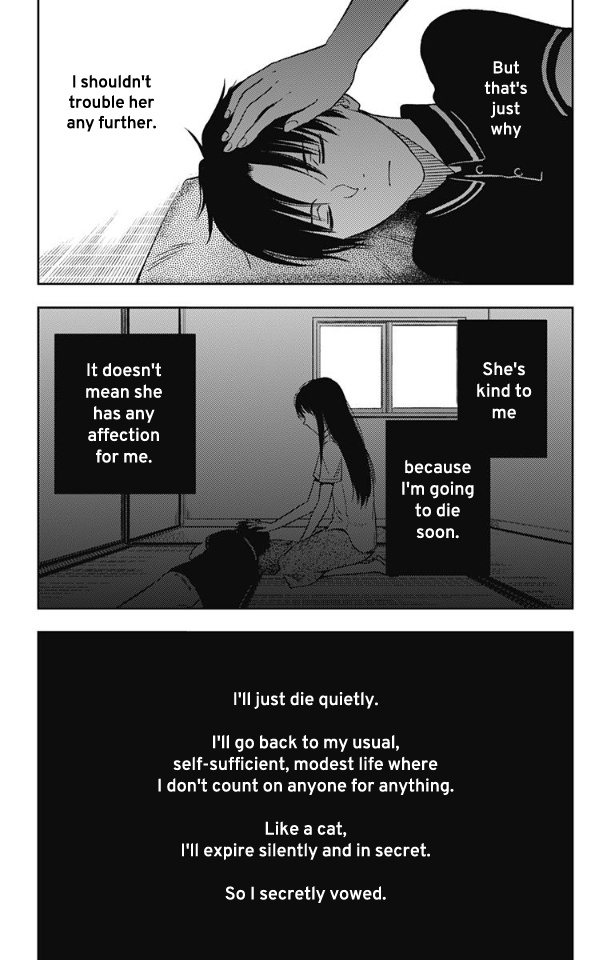 But
that's
just
why
I shouldn't
trouble her
any further.
She's
kind to
me
because
I'm going
to die
soon.
It doesn't
mean she
has any
affection
for me.
I'll just die quietly.
I'll go back to my usual,
self-sufficient, modest life where
I don't count on anyone for anything.
Like a cat,
I'll expire silently and in secret.
So I secretly vowed.